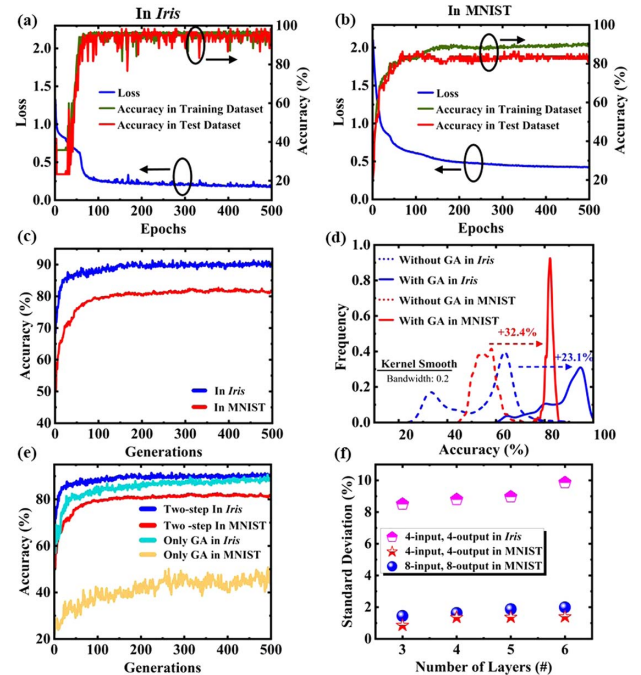 (a)
In Iris
2.0
1.5
1.0
0.5
0.0
Loss
100
80
60
40
20
Accuracy (%)
Loss
Accuracy in Training Dataset
Accuracy in Test Dataset
0 100 200 300 400 500
Epochs
(b)
In MNIST
2.0
1.5
1.0
0.5
0.0
Loss
100
80
60
40
20
Accuracy (%)
Loss
Accuracy in Training Dataset
Accuracy in Test Dataset
0 100 200 300 400 500
Epochs
(c)
90
80
70
60
50
40
Accuracy (%)
In Iris
In MNIST
0 100 200 300 400 500
Generations
(d)
1.0
0.8
0.6
0.4
0.2
0.0
Frequency
Without GA in Iris
With GA in Iris
Without GA in MNIST
With GA in MNIST
+32.4%
+23.1%
Kernel Smooth
Bandwidth: 0.2
20 40 60 80 100
Accuracy (%)
(e)
80
60
40
20
Accuracy (%)
Two-step In Iris
Two -step In MNIST
Only GA in Iris
Only GA in MNIST
0 100 200 300 400 500
Generations
(f)
10
8
6
4
2
0
Standard Deviation (%)
4-input, 4-output in Iris
4-input, 4-output in MNIST
8-input, 8-output in MNIST
3 4 5 6
Number of Layers (#)